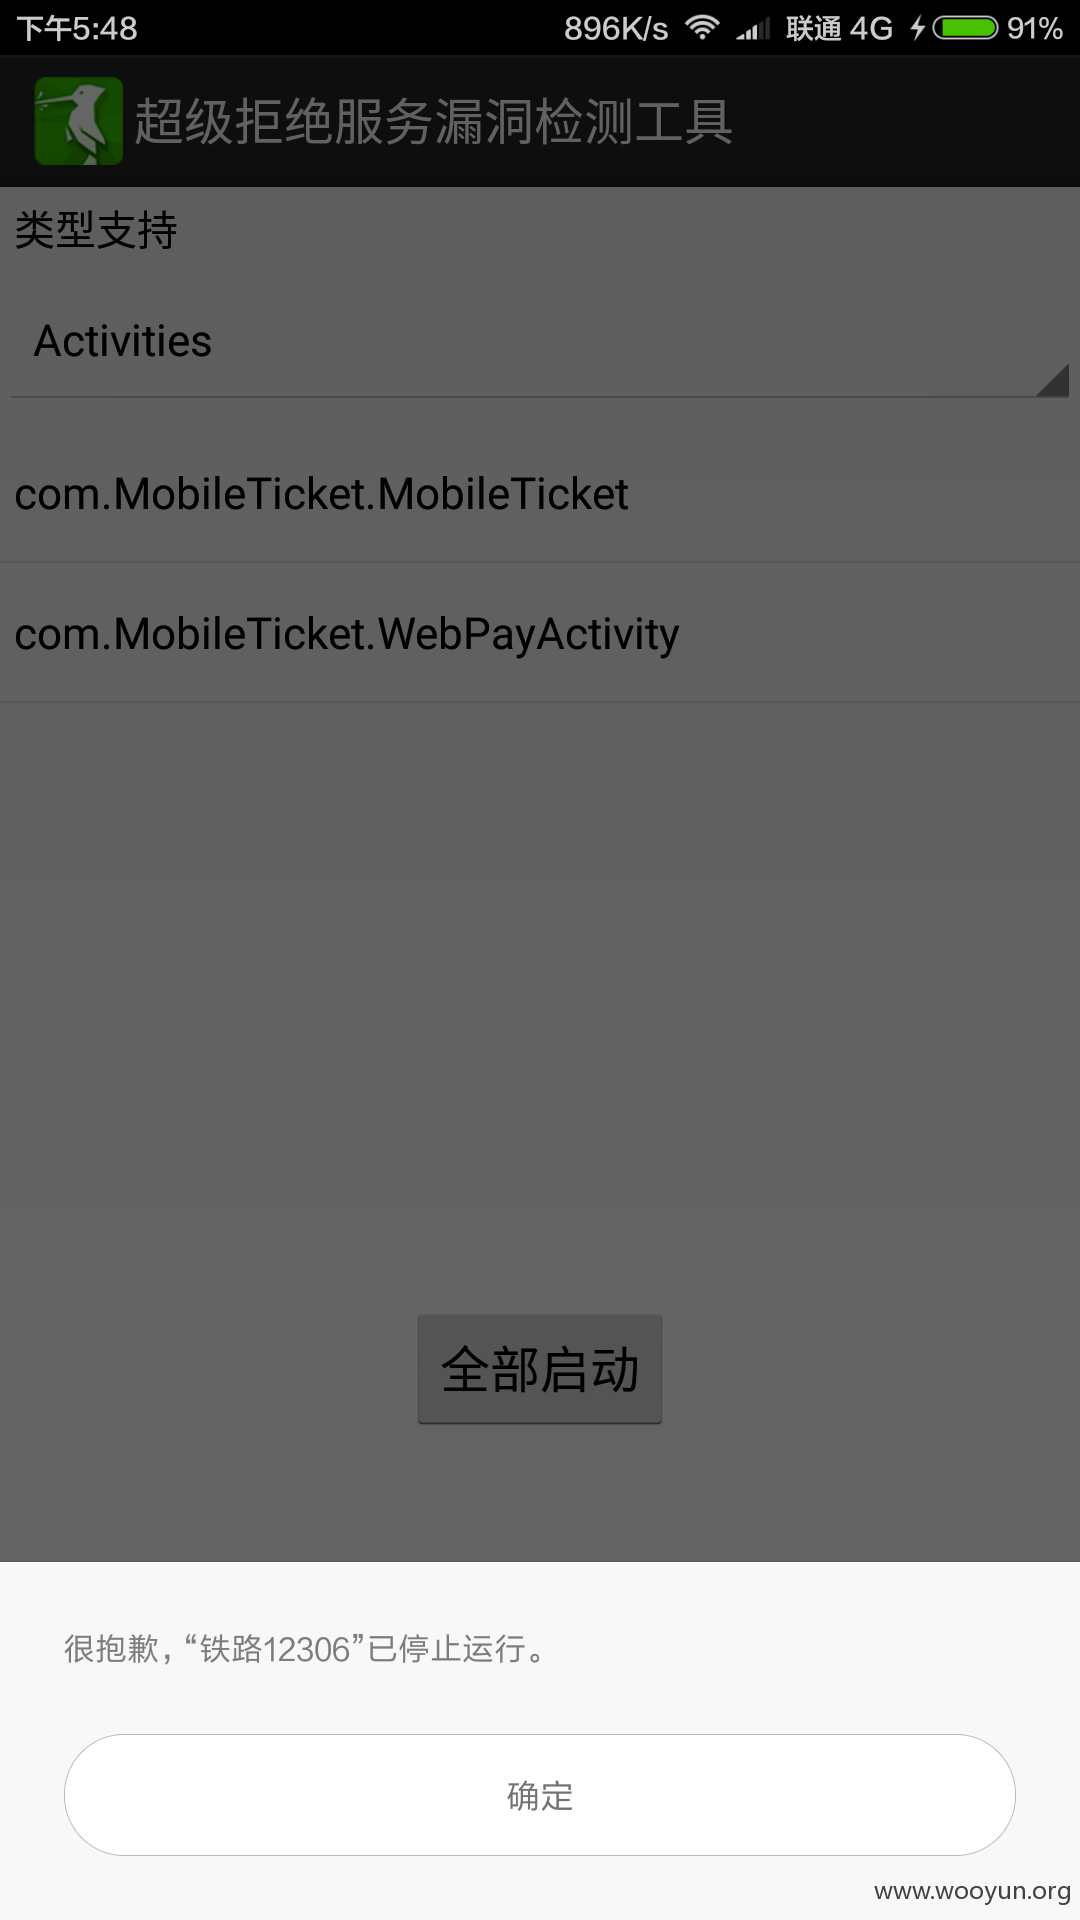 下午5:48 896K/s 联通 4G 91%
超级拒绝服务漏洞检测工具
类型支持
Activities
com.MobileTicket.MobileTicket
com.MobileTicket.WebPayActivity
全部启动
很抱歉，“铁路12306”已停止运行。
确定
www.wooyun.org